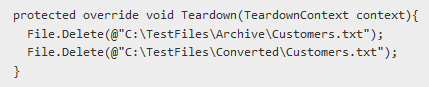 protected override void Teardown(TeardownContext context){
  File.Delete(@"C:\TestFiles\Archive\Customers.txt");
  File.Delete(@"C:\TestFiles\Converted\Customers.txt");
}